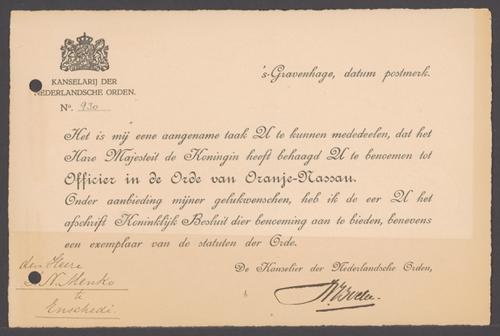 KANSELARIJ DER
NEDERLANDSCHE ORDEN.
No. 930
's-Gravenhage, datum postmerk.
Het is mij eene aangename taak U te kunnen mededeelen, dat het
Hare Majesteit de Koningin heeft behaagd U te benoemen tot
Officier in de Orde van Oranje-Nassau.
Onder aanbieding mijner gelukwenschen, heb ik de eer U het
afschrift Koninklijk Besluit dier benoeming aan te bieden, benevens
een exemplaar van de statuten der Orde.
De Kanselier der Nederlandsche Orden,
den Heere
N. Menko
te
Enschedé.